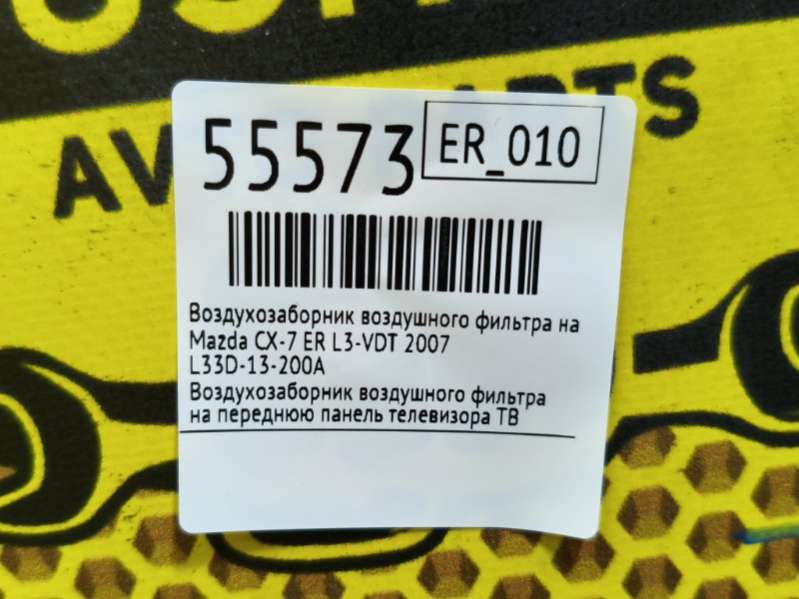 55573
ER_010
Воздухозаборник воздушного фильтра на
Mazda CX-7 ER L3-VDT 2007
L33D-13-200A
Воздухозаборник воздушного фильтра
на переднюю панель телевизора ТВ